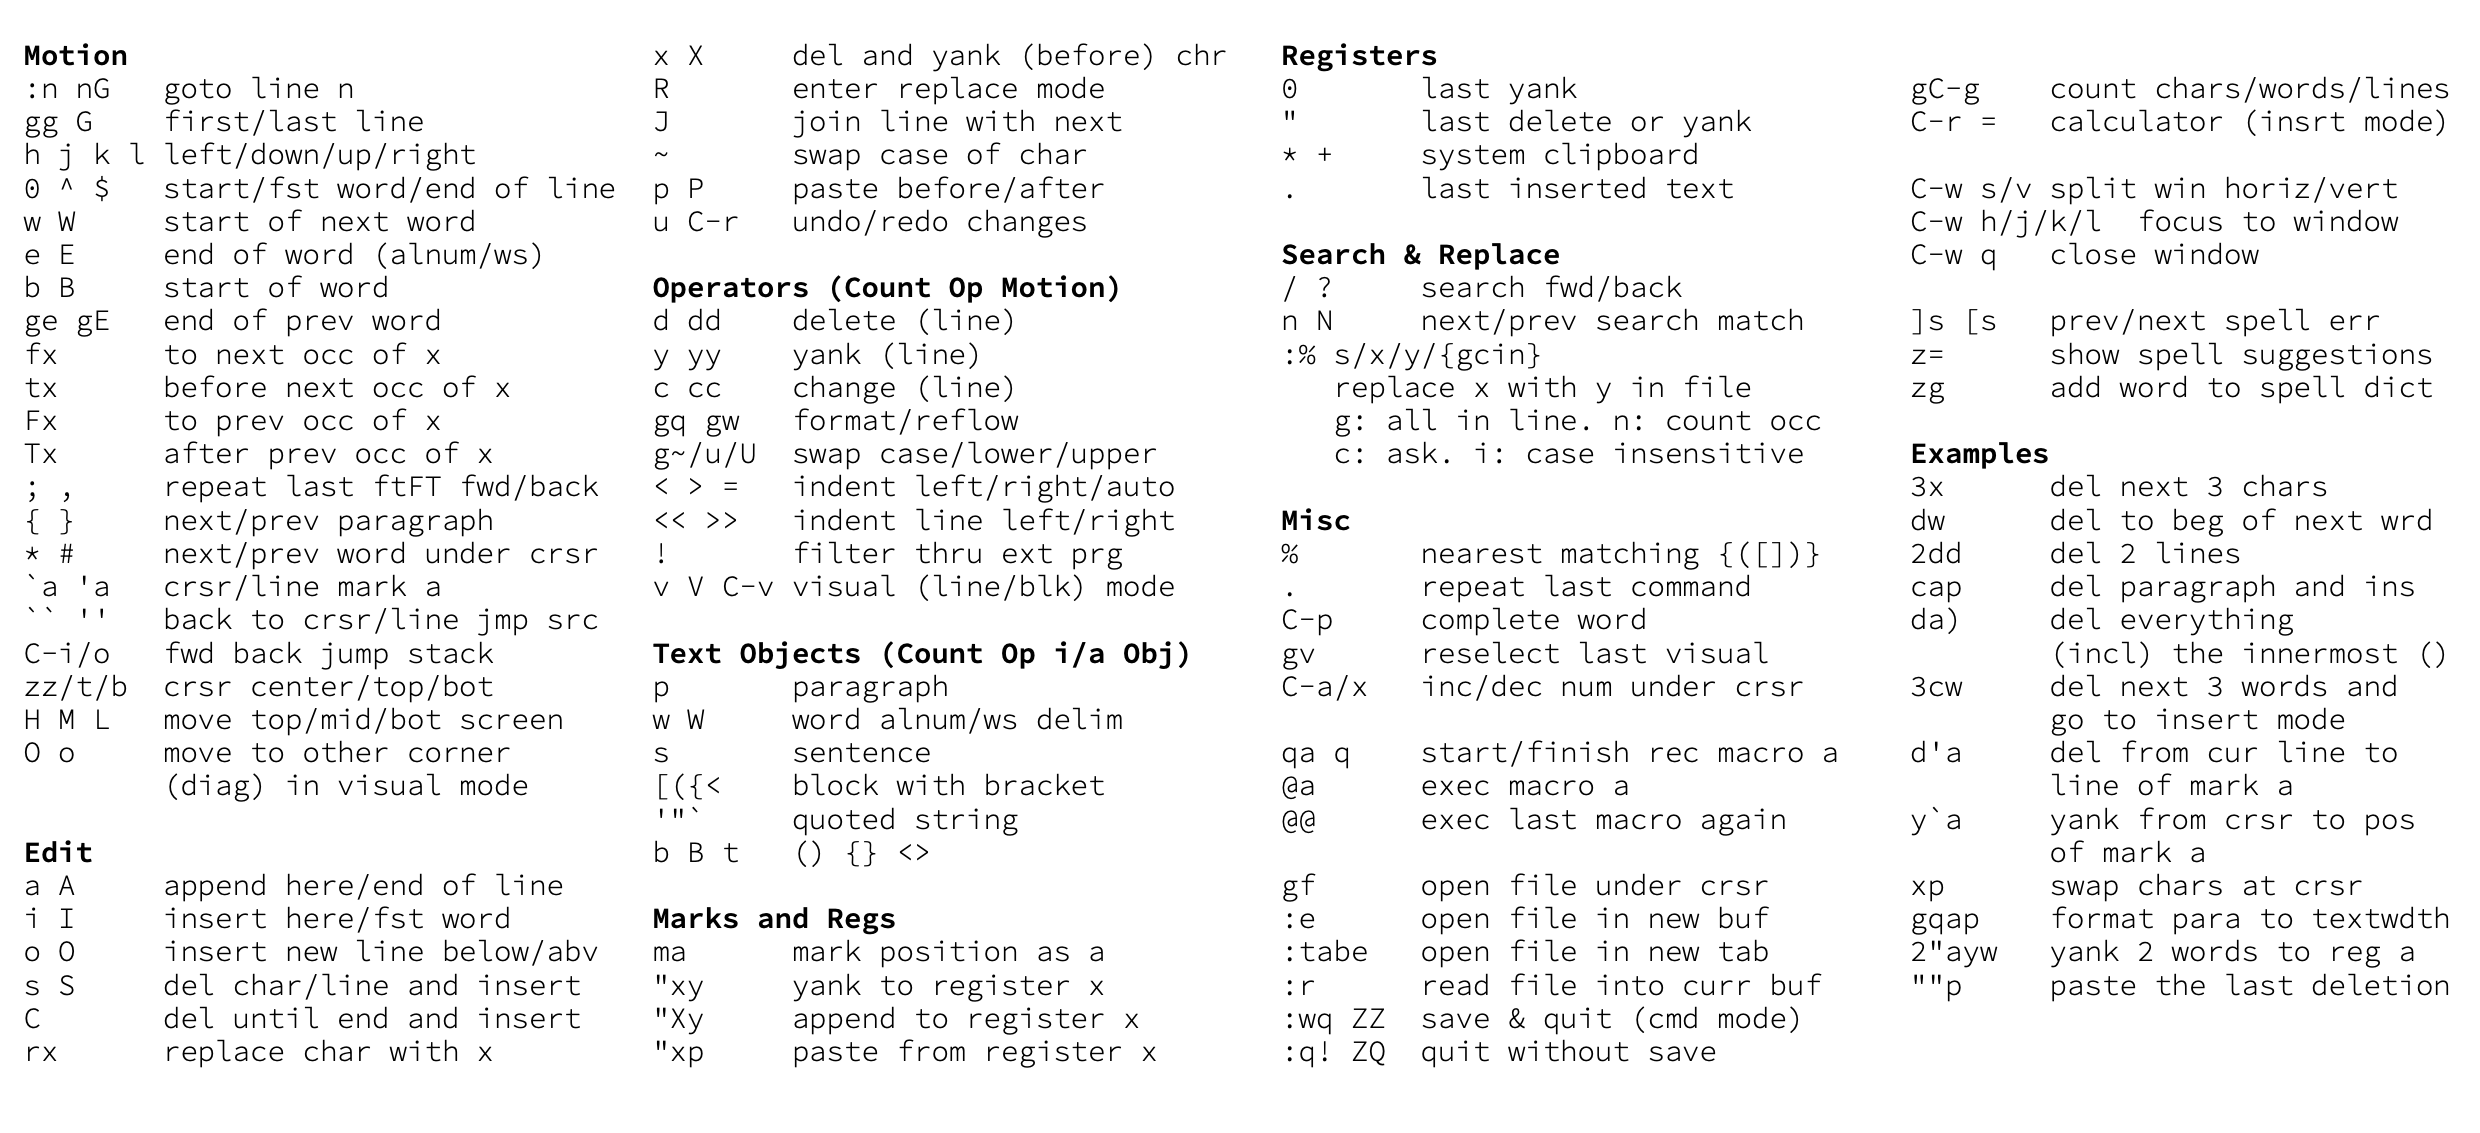 Motion
:n nG goto line n
gg G first/last line
h j k l left/down/up/right
0 ^ $ start/fst word/end of line
w W start of next word
e E end of word (alnum/ws)
b B start of word
ge gE end of prev word
fx to next occ of x
tx before next occ of x
Fx to prev occ of x
Tx after prev occ of x
; , repeat last ftFT fwd/back
{ } next/prev paragraph
* # next/prev word under crsr
`a 'a crsr/line mark a
`` '' back to crsr/line jmp src
C-i/o fwd back jump stack
zz/t/b crsr center/top/bot
H M L move top/mid/bot screen
O o move to other corner
(diag) in visual mode
Edit
a A append here/end of line
i I insert here/fst word
o O insert new line below/abv
s S del char/line and insert
C del until end and insert
rx replace char with x
x X del and yank (before) chr
R enter replace mode
J join line with next
~ swap case of char
p P paste before/after
u C-r undo/redo changes
Operators (Count Op Motion)
d dd delete (line)
y yy yank (line)
c cc change (line)
gq gw format/reflow
g~/u/U swap case/lower/upper
< > = indent left/right/auto
<< >> indent line left/right
! filter thru ext prg
v V C-v visual (line/blk) mode
Text Objects (Count Op i/a Obj)
p paragraph
w W word alnum/ws delim
s sentence
[({< block with bracket
'"` quoted string
b B t () {} <>
Marks and Regs
ma mark position as a
"xy yank to register x
"Xy append to register x
"xp paste from register x
Registers
0 last yank
" last delete or yank
* + system clipboard
. last inserted text
Search & Replace
/ ? search fwd/back
n N next/prev search match
:% s/x/y/{gcin}
replace x with y in file
g: all in line. n: count occ
c: ask. i: case insensitive
Misc
% nearest matching {([])}
. repeat last command
C-p complete word
gv reselect last visual
C-a/x inc/dec num under crsr
qa q start/finish rec macro a
@a exec macro a
@@ exec last macro again
gf open file under crsr
:e open file in new buf
:tabe open file in new tab
:r read file into curr buf
:wq ZZ save & quit (cmd mode)
:q! ZQ quit without save
gC-g count chars/words/lines
C-r = calculator (insrt mode)
C-w s/v split win horiz/vert
C-w h/j/k/l focus to window
C-w q close window
]s [s prev/next spell err
z= show spell suggestions
zg add word to spell dict
Examples
3x del next 3 chars
dw del to beg of next wrd
2dd del 2 lines
cap del paragraph and ins
da) del everything
(incl) the innermost ()
3cw del next 3 words and
go to insert mode
d'a del from cur line to
line of mark a
y`a yank from crsr to pos
of mark a
xp swap chars at crsr
gqap format para to textwdth
2"ayw yank 2 words to reg a
""p paste the last deletion